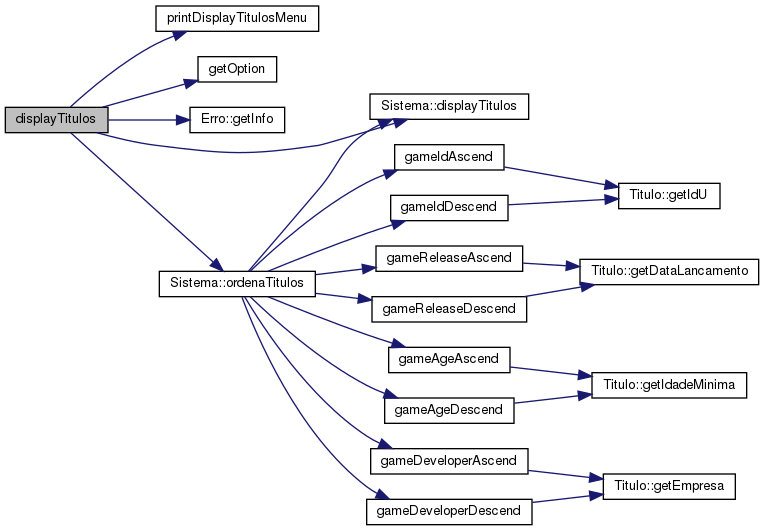 printDisplayTitulosMenu
getOption
displayTitulos
Erro::getInfo
Sistema::displayTitulos
gameIdAscend
Titulo::getIdU
gameIdDescend
gameReleaseAscend
Titulo::getDataLancamento
Sistema::ordenaTitulos
gameReleaseDescend
gameAgeAscend
Titulo::getIdadeMinima
gameAgeDescend
gameDeveloperAscend
Titulo::getEmpresa
gameDeveloperDescend